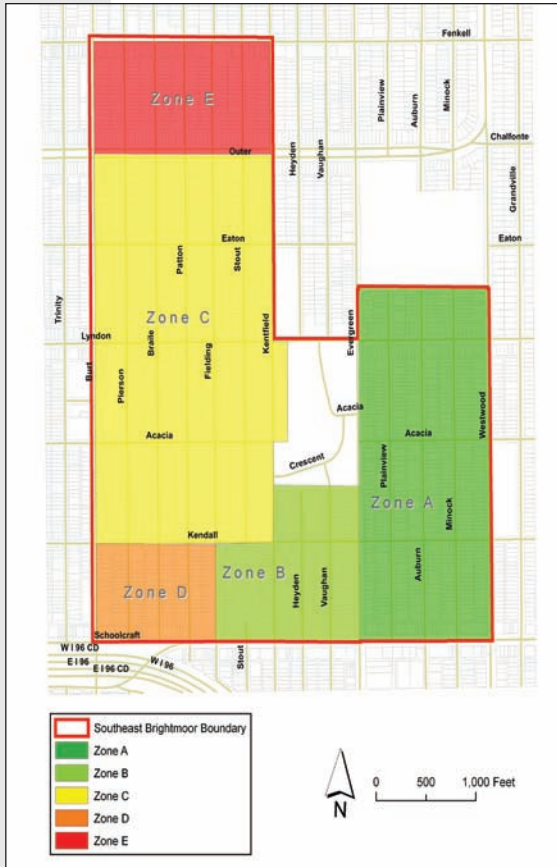 Fenkell
Zone E
Plainview
Auburn
Minock
Outer
Chalfonte
Heyden
Vaughan
Grandville
Eaton
Eaton
Patton
Stout
Trinity
Zone C
Lyndon
Braile
Fielding
Kentfield
Evergreen
Burt
Pierson
Acacia
Acacia
Acacia
Westwood
Crescent
Plainview
Zone A
Minock
Kendall
Auburn
Zone D
Zone B
Heyden
Vaughan
Schoolcraft
W I 96 CD
E I 96
E I 96 CD
W I 96
Stout
Southeast Brightmoor Boundary
Zone A
Zone B
Zone C
Zone D
Zone E
N
0 500 1,000 Feet